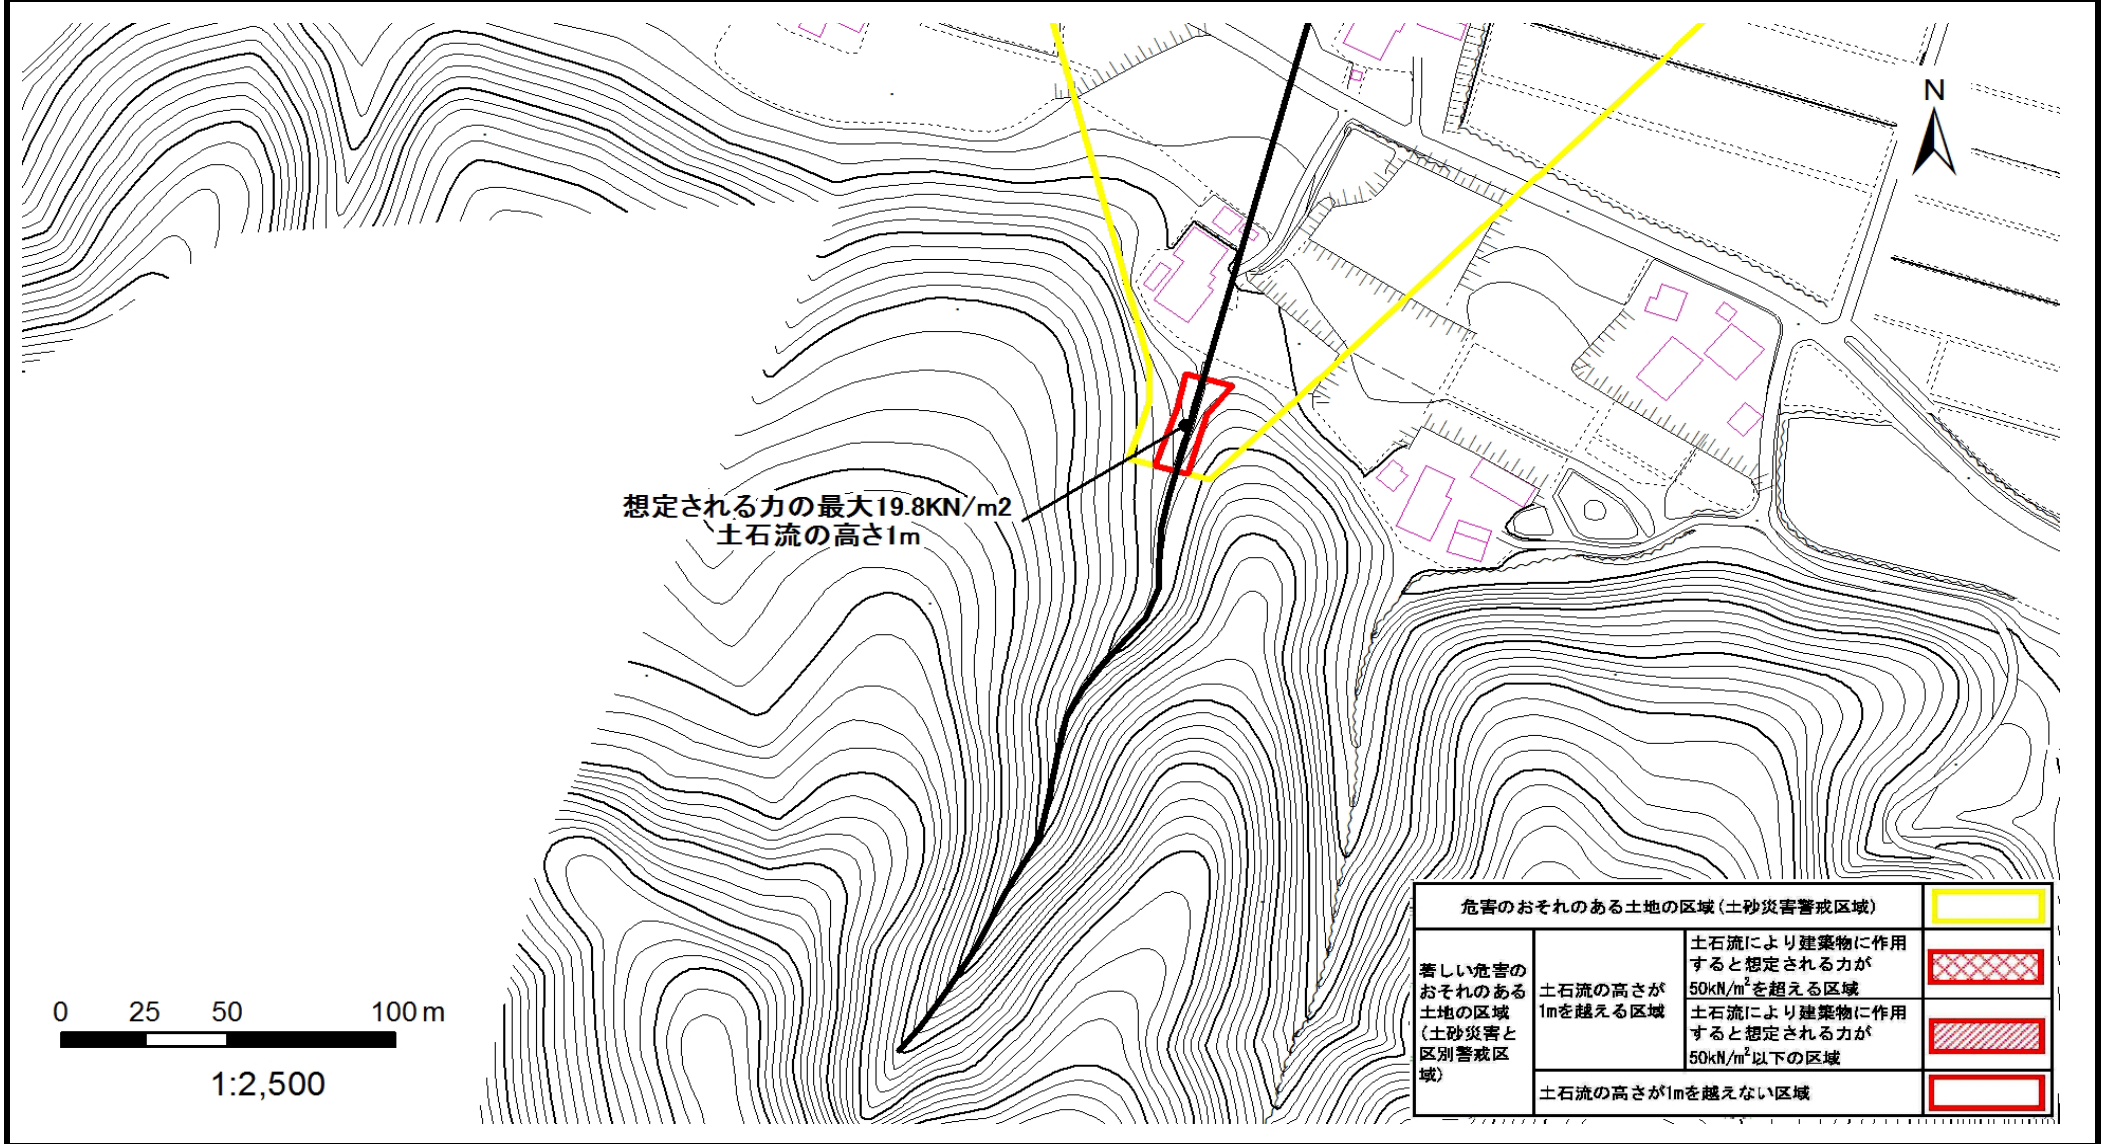 N
想定される力の最大19.8KN/m2
土石流の高さ1m
0 25 50 100 m
1:2,500
危害のおそれのある土地の区域(土砂災害警戒区域)
著しい危害の
おそれのある
土地の区域
(土砂災害と
区別警戒区
域)
土石流の高さが
1mを越える区域
土石流により建築物に作用
すると想定される力が
50kN/m²を超える区域
土石流により建築物に作用
すると想定される力が
50kN/m²以下の区域
土石流の高さが1mを越えない区域